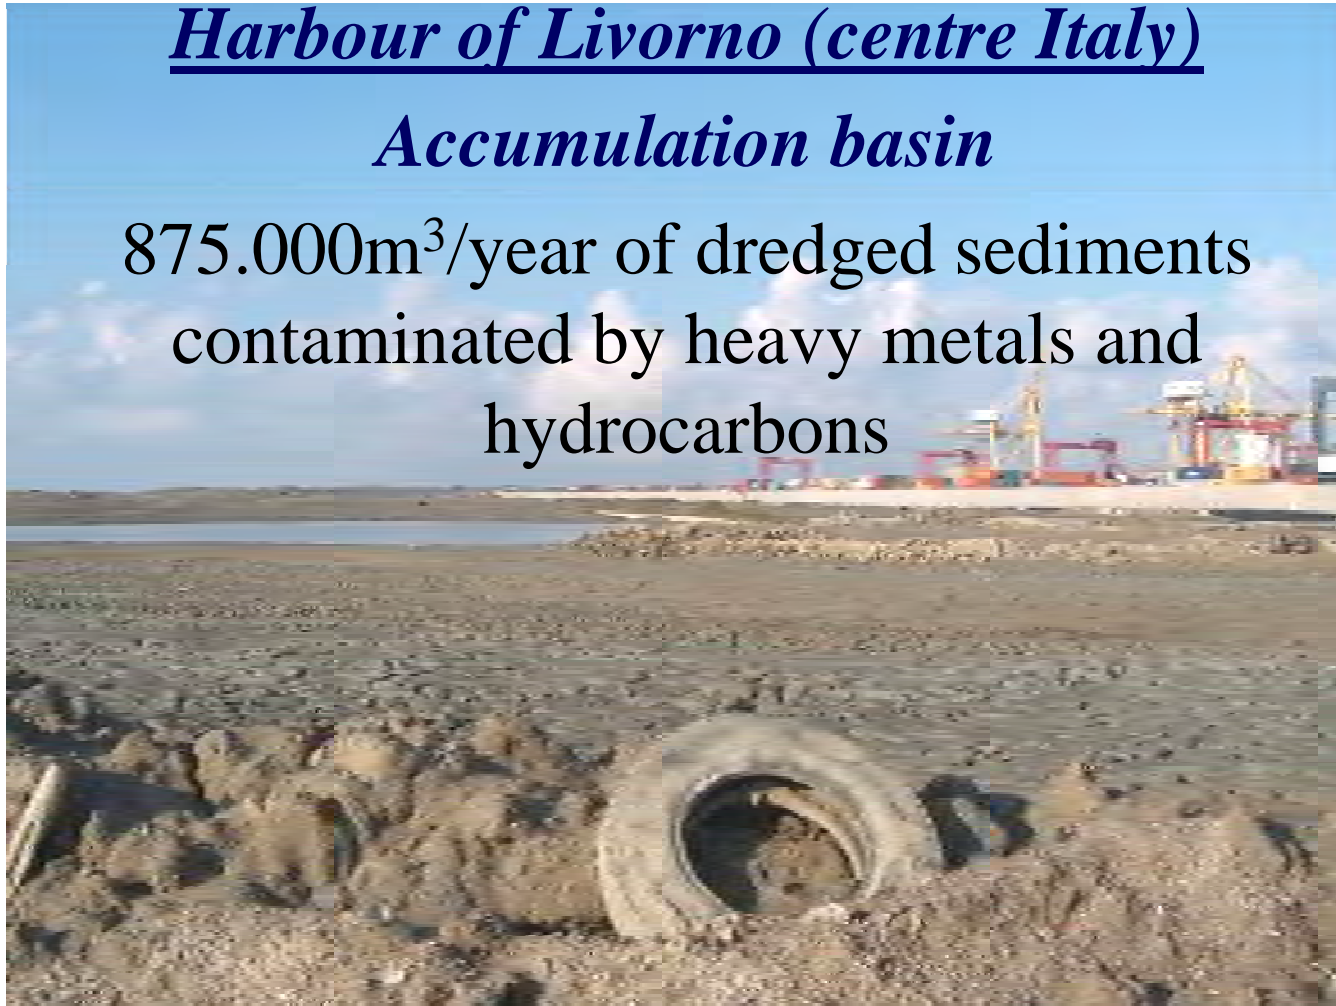 Harbour of Livorno (centre Italy)
Accumulation basin
875.000m³/year of dredged sediments
contaminated by heavy metals and
hydrocarbons